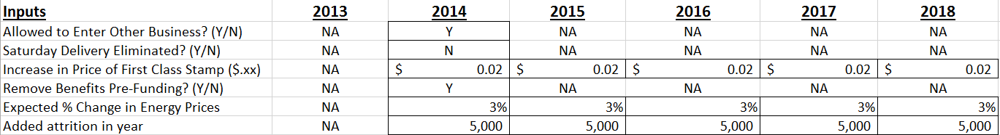 Inputs 2013 2014 2015 2016 2017 2018
Allowed to Enter Other Business? (Y/N) NA Y NA NA NA NA
Saturday Delivery Eliminated? (Y/N) NA N NA NA NA NA
Increase in Price of First Class Stamp ($.xx) NA $ 0.02 $ 0.02 $ 0.02 $ 0.02 $ 0.02
Remove Benefits Pre-Funding? (Y/N) NA Y NA NA NA NA
Expected % Change in Energy Prices NA 3% 3% 3% 3% 3%
Added attrition in year NA 5,000 5,000 5,000 5,000 5,000